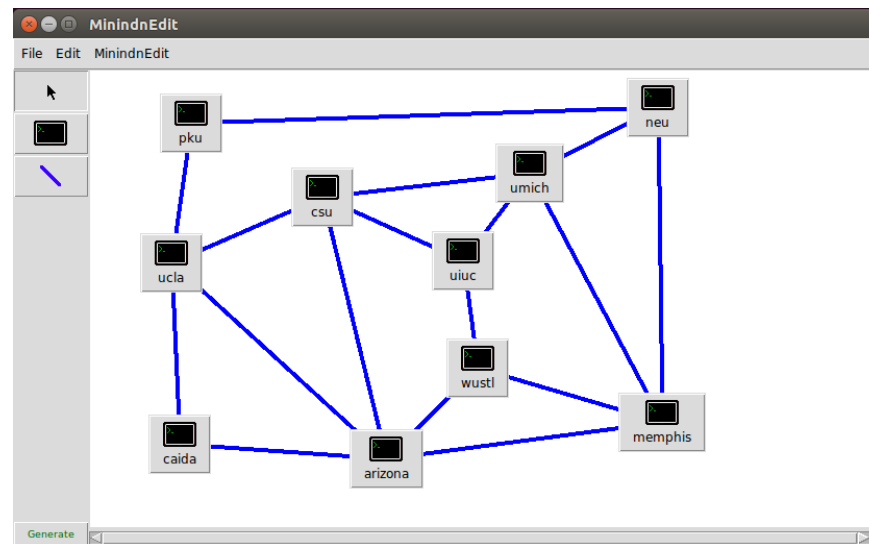 MinindnEdit
File Edit MinindnEdit
pku
neu
umich
csu
ucla
uiuc
wustl
caida
arizona
memphis
Generate